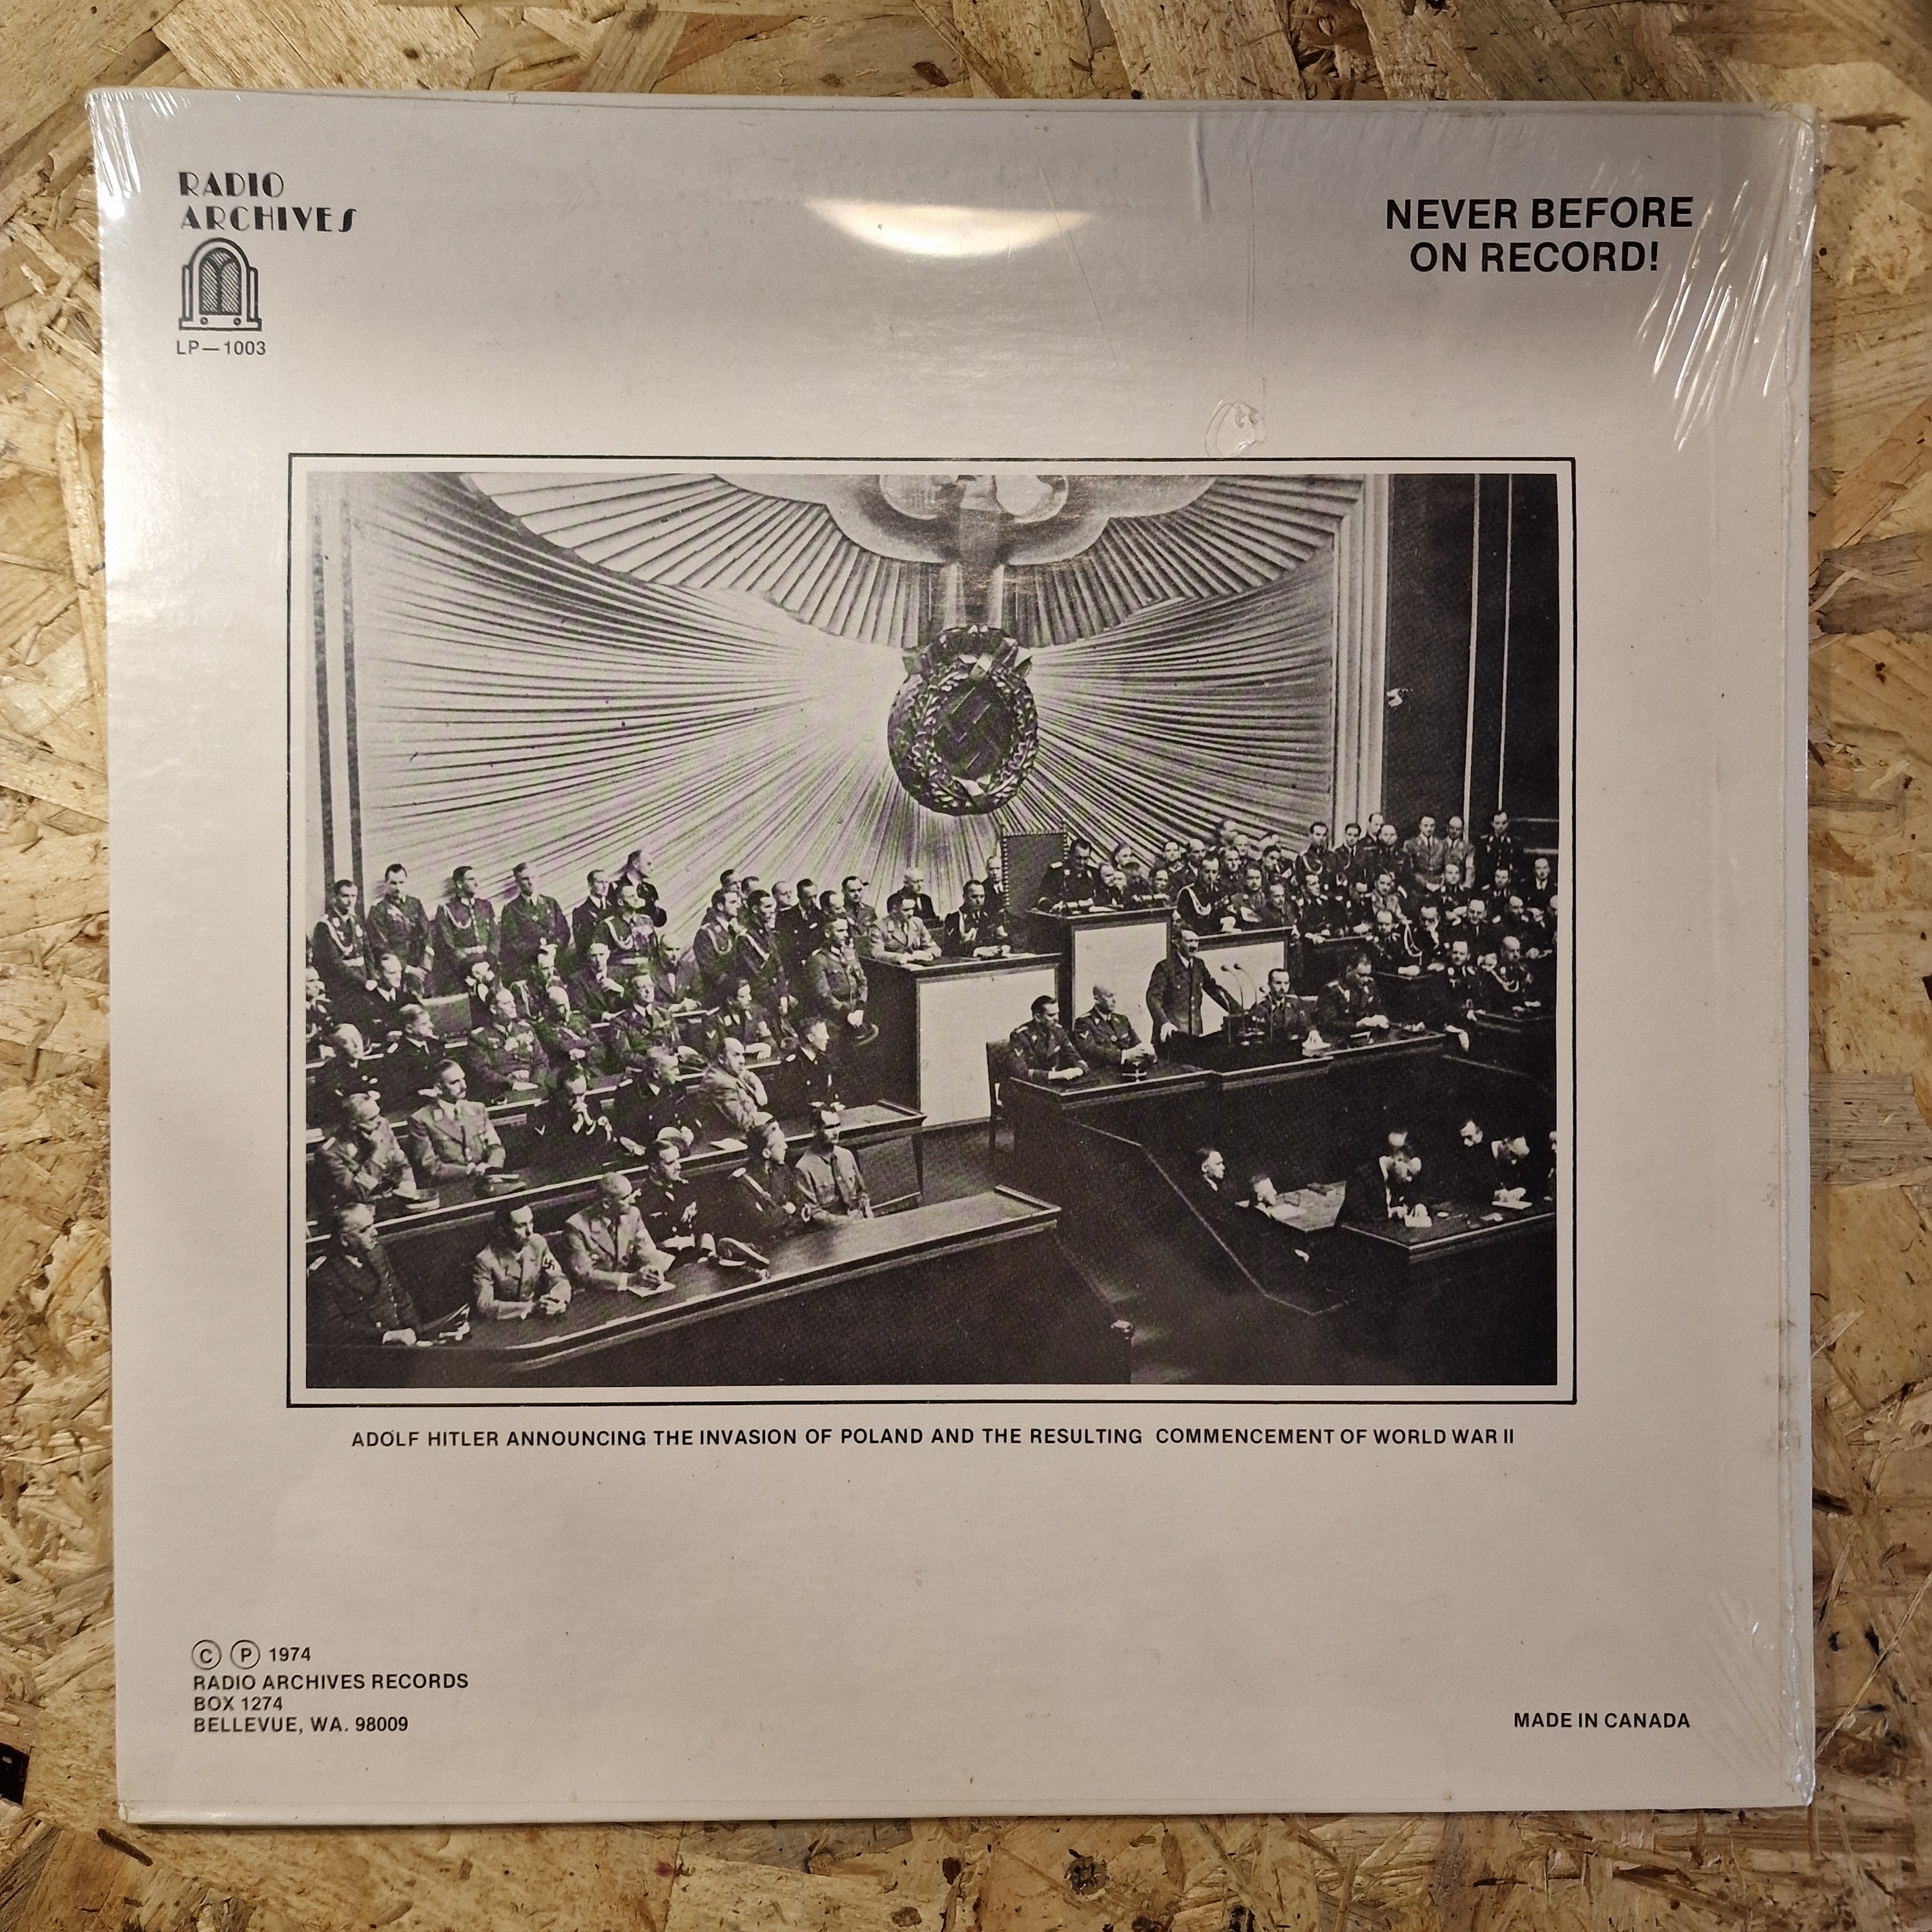 RADIO
ARCHIVES
LP—1003
NEVER BEFORE
ON RECORD!
ADOLF HITLER ANNOUNCING THE INVASION OF POLAND AND THE RESULTING COMMENCEMENT OF WORLD WAR II
Ⓒ Ⓟ 1974
RADIO ARCHIVES RECORDS
BOX 1274
BELLEVUE, WA. 98009
MADE IN CANADA